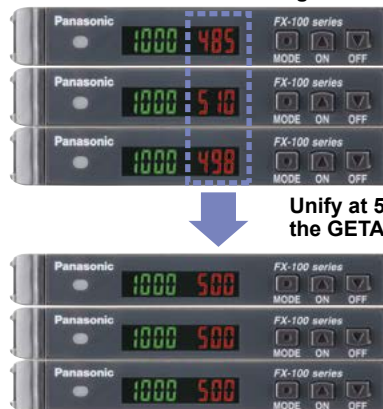 Panasonic FX-100 series
1000 485
MODE ON OFF
Panasonic FX-100 series
1000 510
MODE ON OFF
Panasonic FX-100 series
1000 498
MODE ON OFF
Unify at 5
the GETA
Panasonic FX-100 series
1000 500
MODE ON OFF
Panasonic FX-100 series
1000 500
MODE ON OFF
Panasonic FX-100 series
1000 500
MODE ON OFF